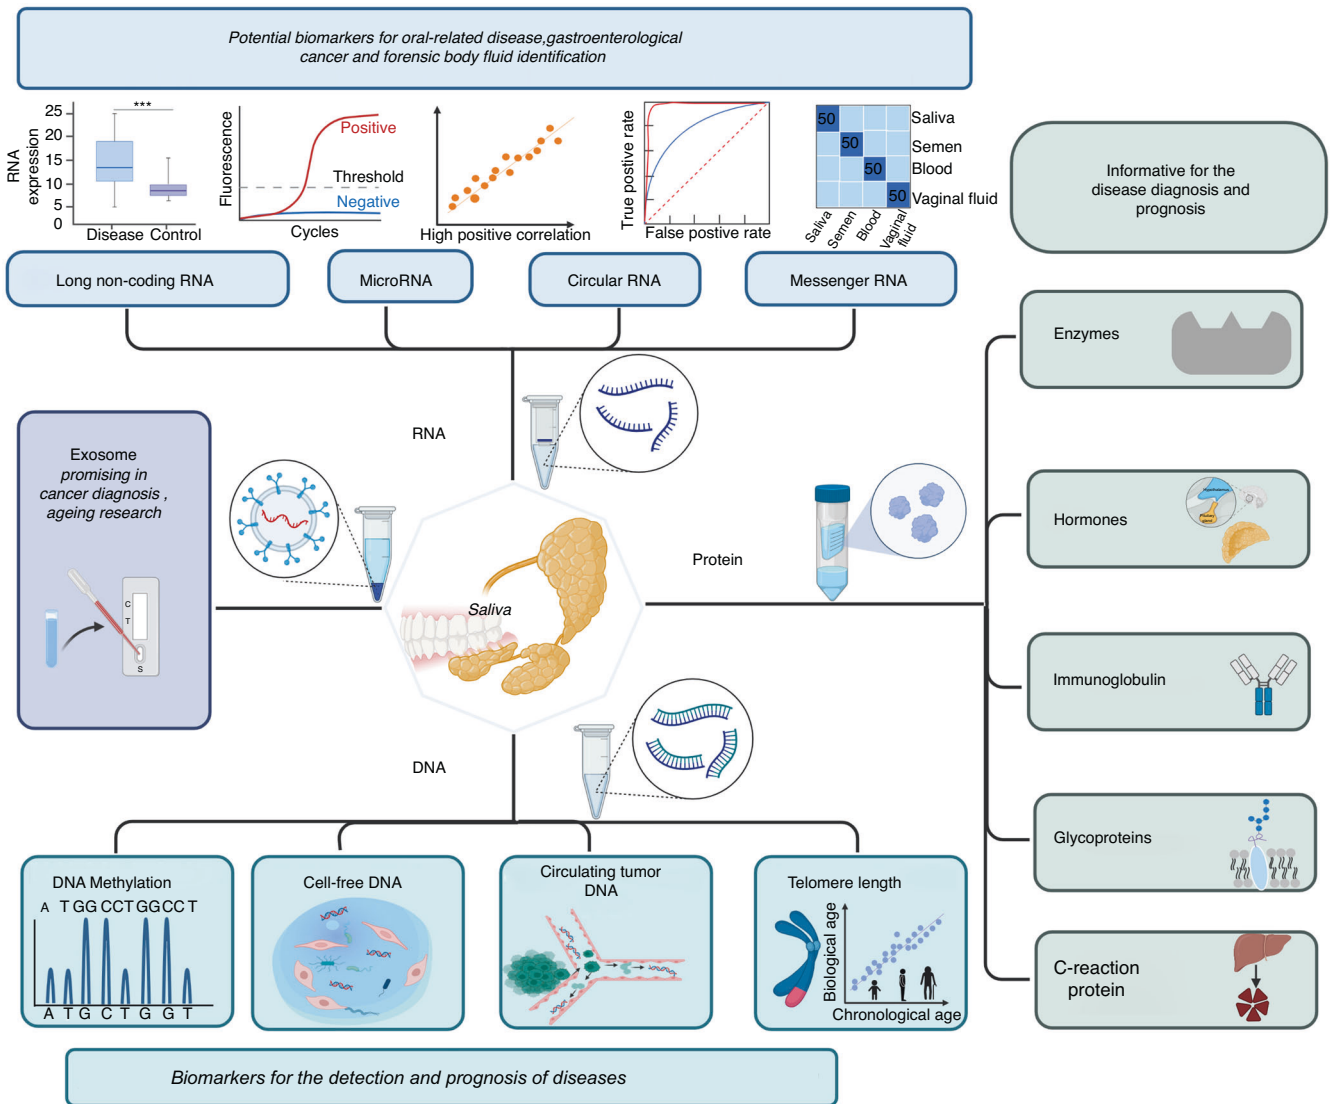 Potential biomarkers for oral-related disease,gastroenterological
cancer and forensic body fluid identification
RNA
expression
25
20
15
10
5
0
***
Disease Control
Fluorescence
Positive
Threshold
Negative
Cycles
High positive correlation
True postive rate
False postive rate
50
50
50
50
Saliva
Semen
Blood
Vaginal fluid
Saliva
Semen
Blood
Vaginal
fluid
Informative for the
disease diagnosis and
prognosis
Long non-coding RNA
MicroRNA
Circular RNA
Messenger RNA
Enzymes
RNA
Exosome
promising in
cancer diagnosis ,
ageing research
C
T
S
Protein
Hormones
Hypothalamus
Pituitary
gland
Saliva
Immunoglobulin
DNA
Glycoproteins
DNA Methylation
A T GG CCT GGCC T
A T G C T G G T
Cell-free DNA
Circulating tumor
DNA
Telomere length
Biological age
Chronological age
C-reaction
protein
Biomarkers for the detection and prognosis of diseases